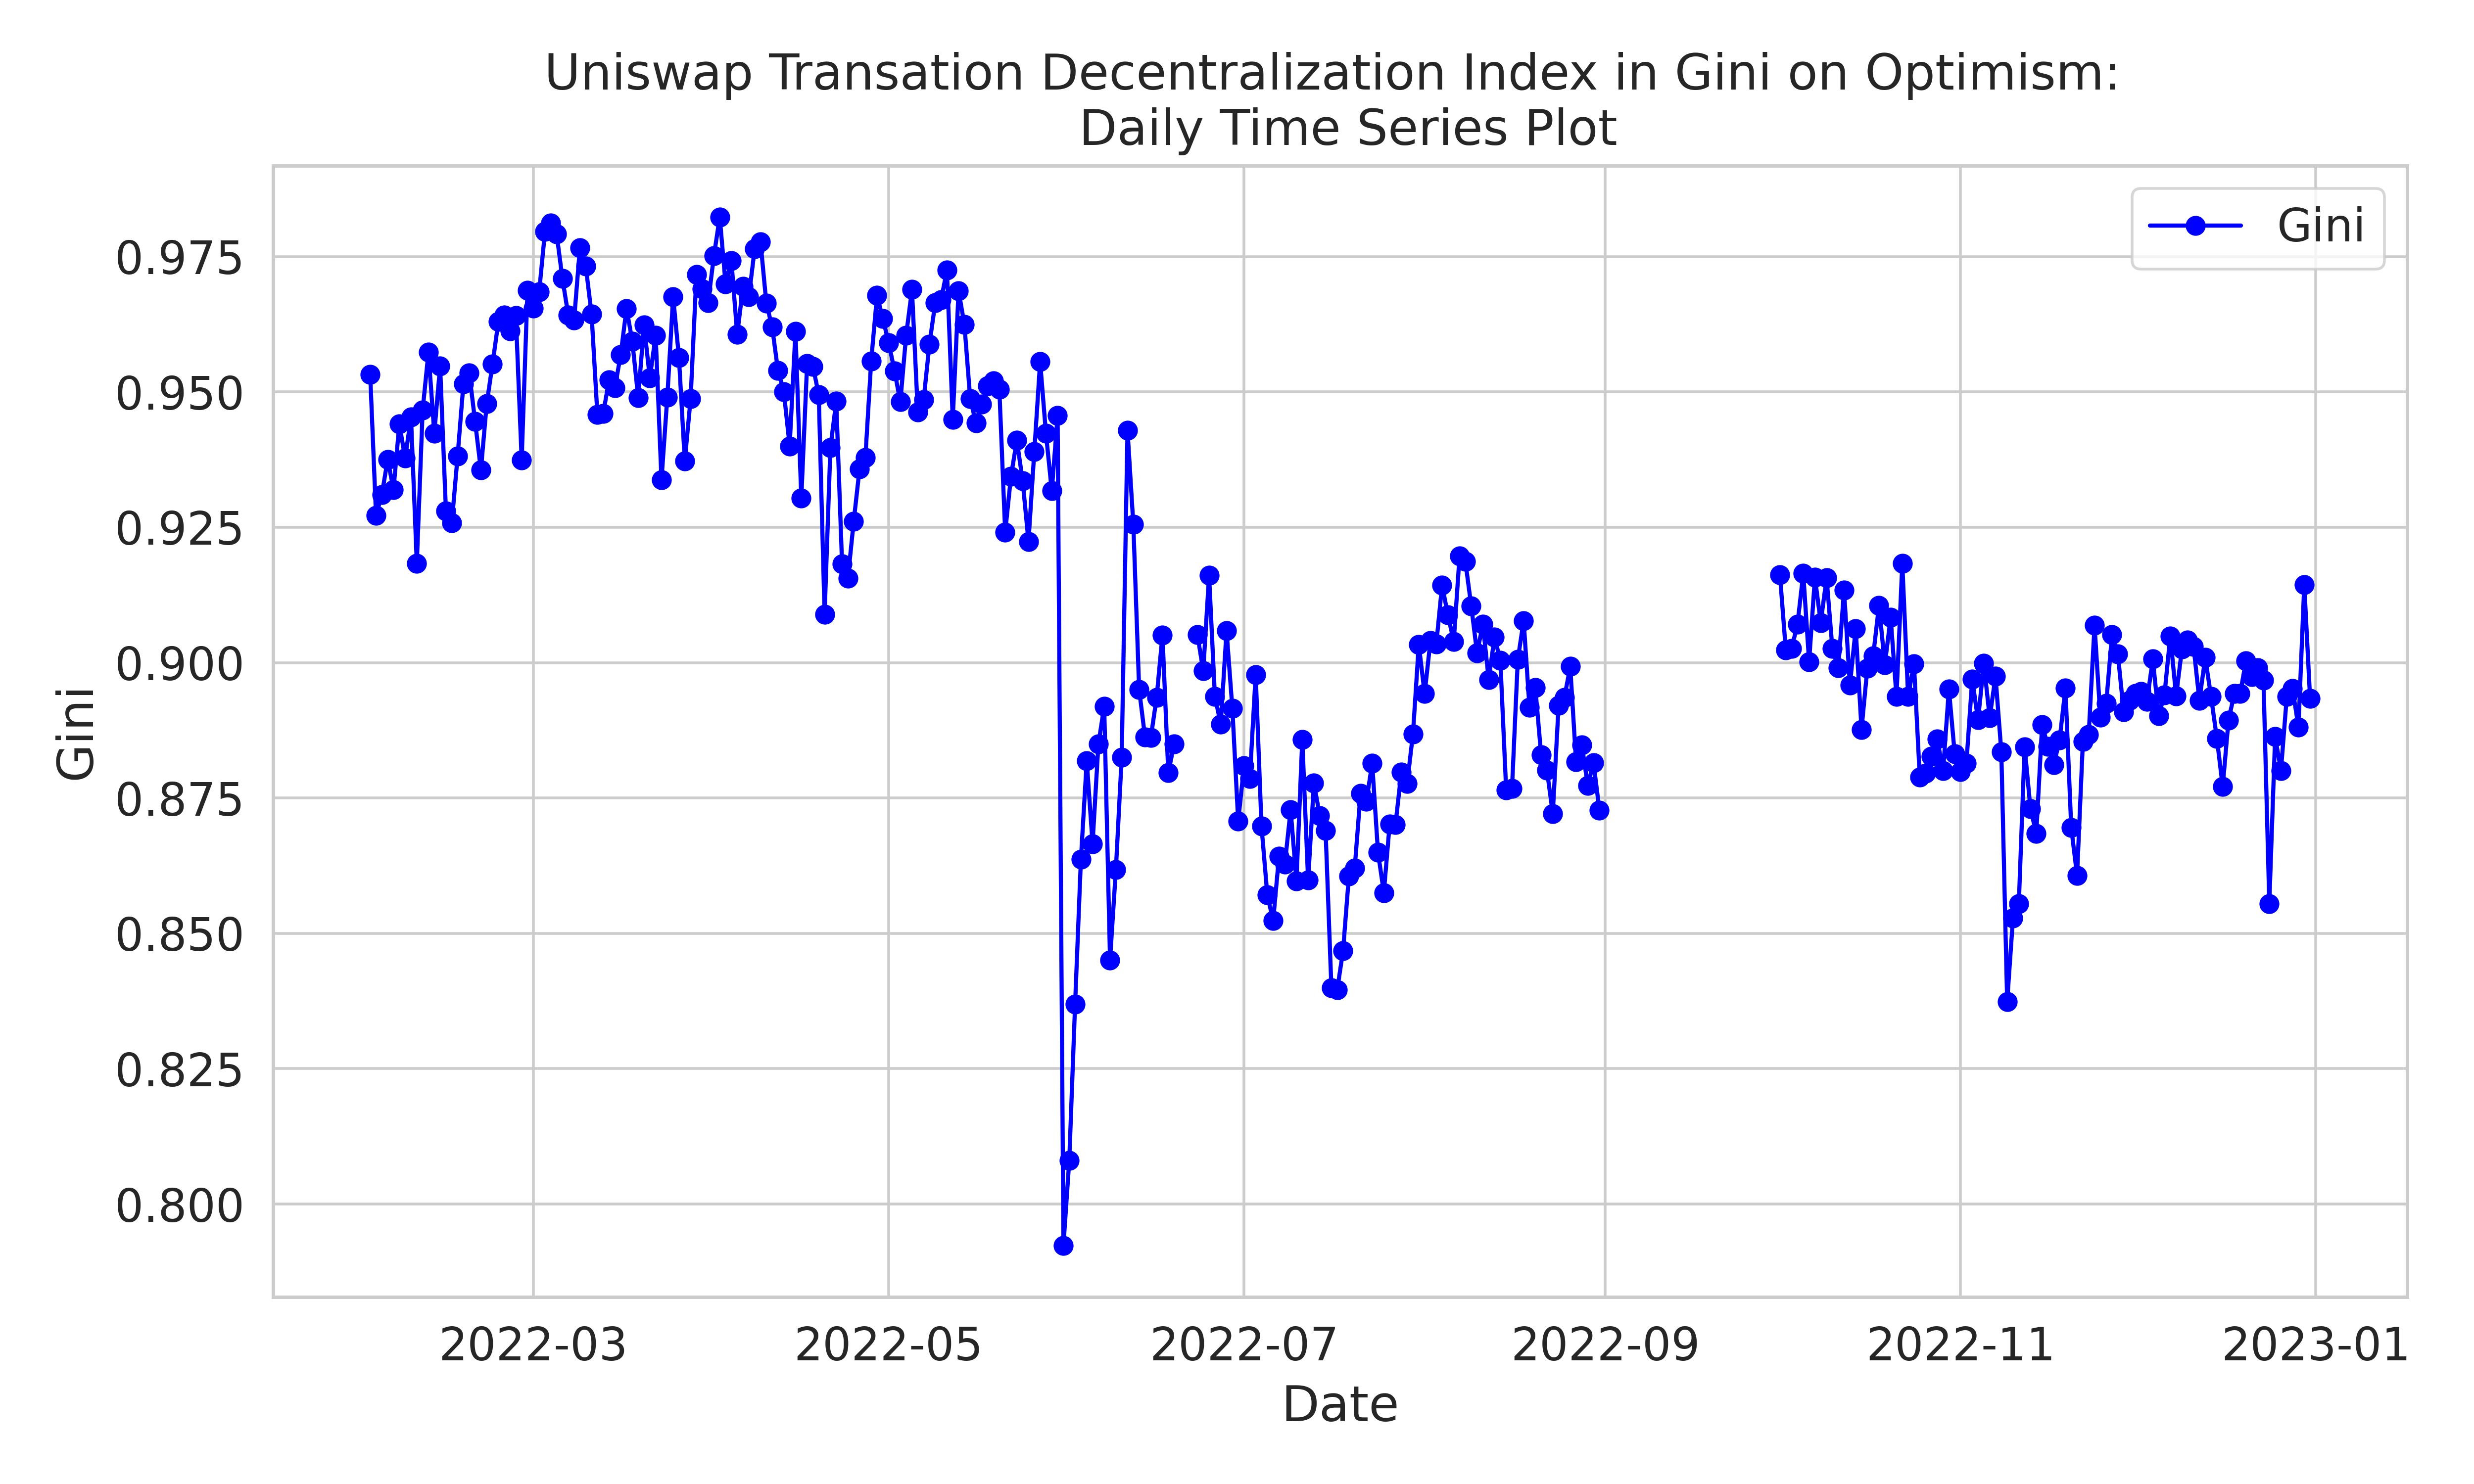 Uniswap Transation Decentralization Index in Gini on Optimism:
Daily Time Series Plot
Gini
0.975
0.950
0.925
0.900
0.875
0.850
0.825
0.800
Gini
2022-03
2022-05
2022-07
2022-09
2022-11
2023-01
Date